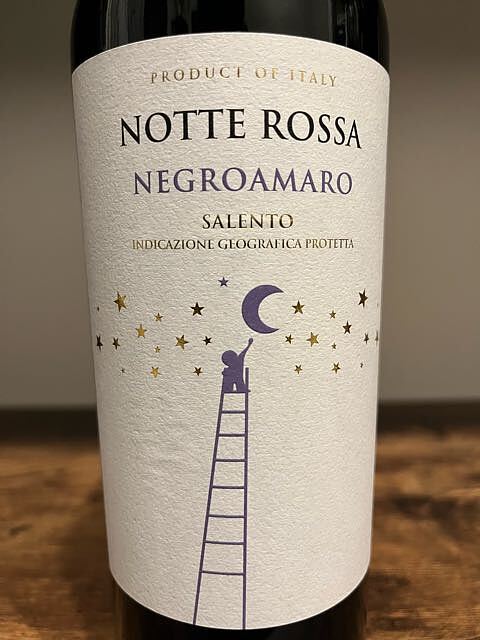 PRODUCT OF ITALY
NOTTE ROSSA
NEGROAMARO
SALENTO
INDICAZIONE GEOGRAFICA PROTETTA